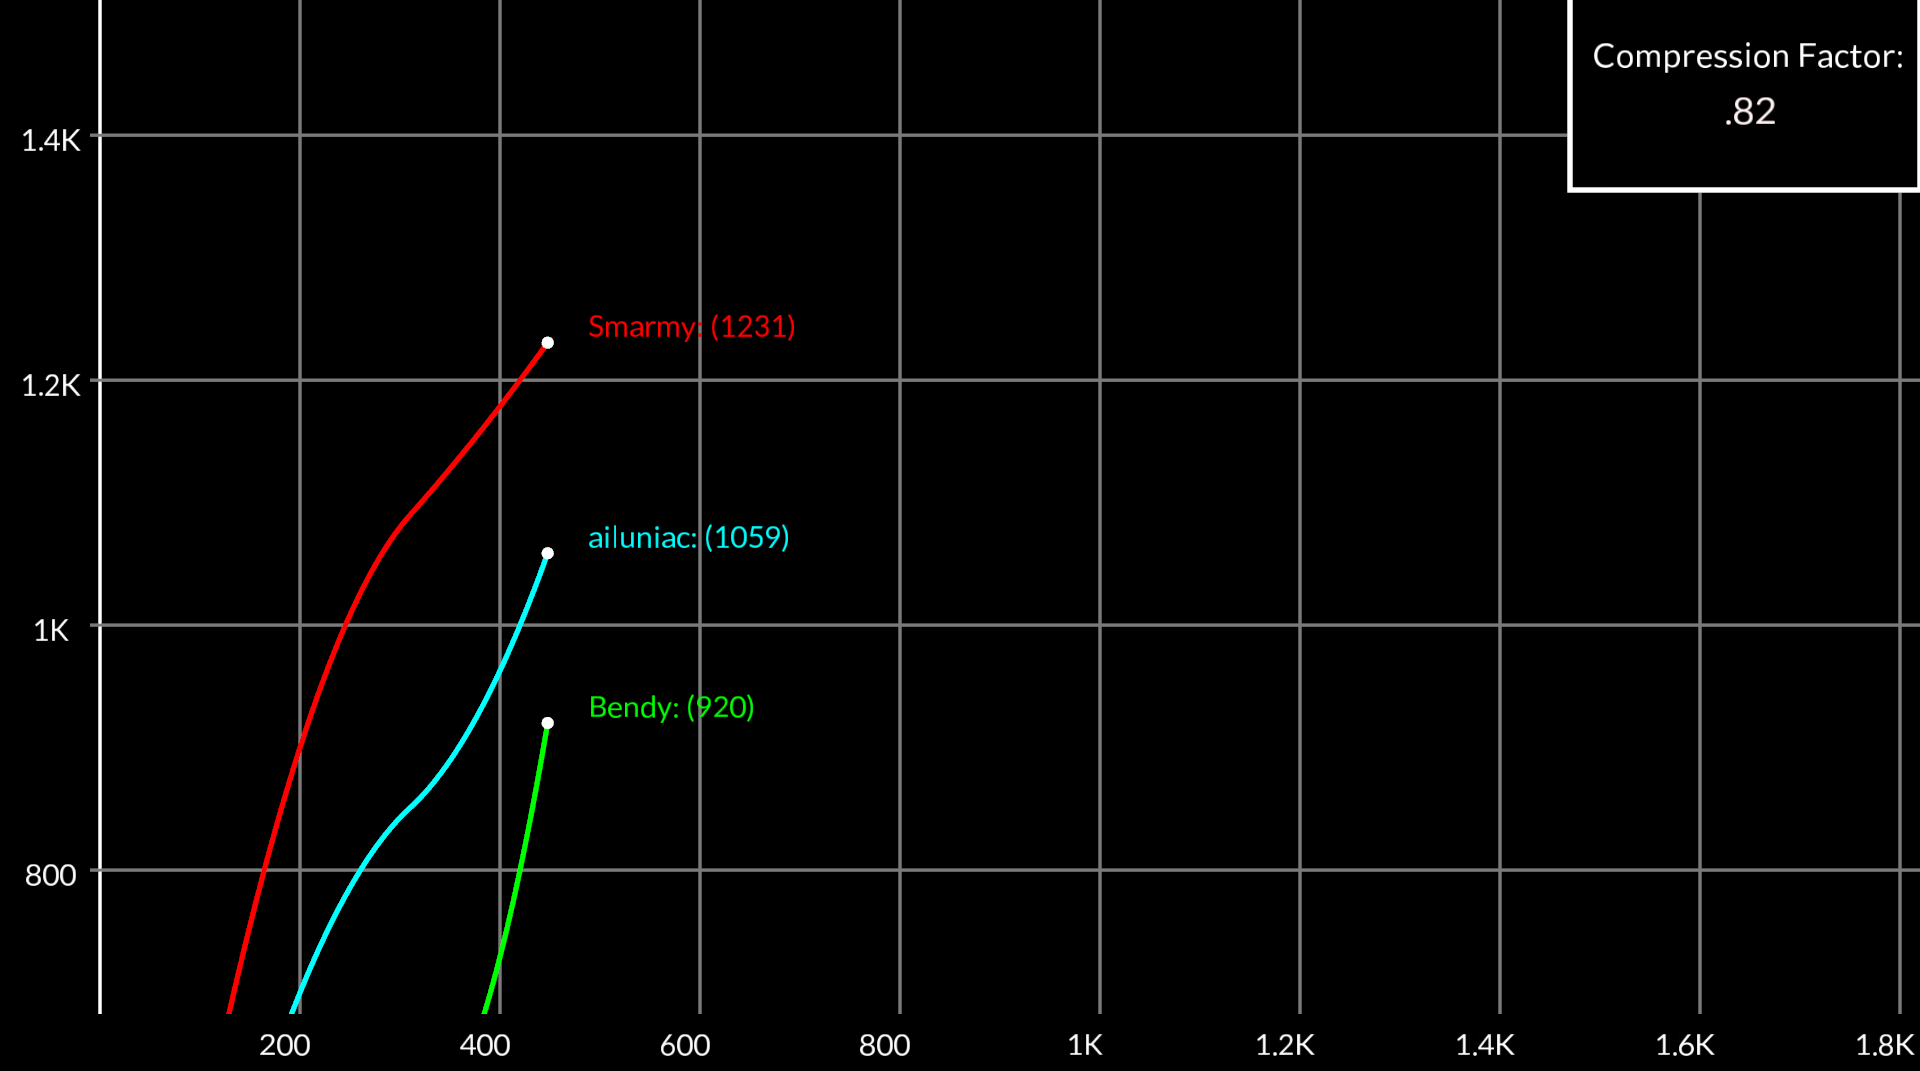 Compression Factor:
.82
1.4K
Smarmy: (1231)
1.2K
ailuniac: (1059)
1K
Bendy: (920)
800
200 400 600 800 1K 1.2K 1.4K 1.6K 1.8K